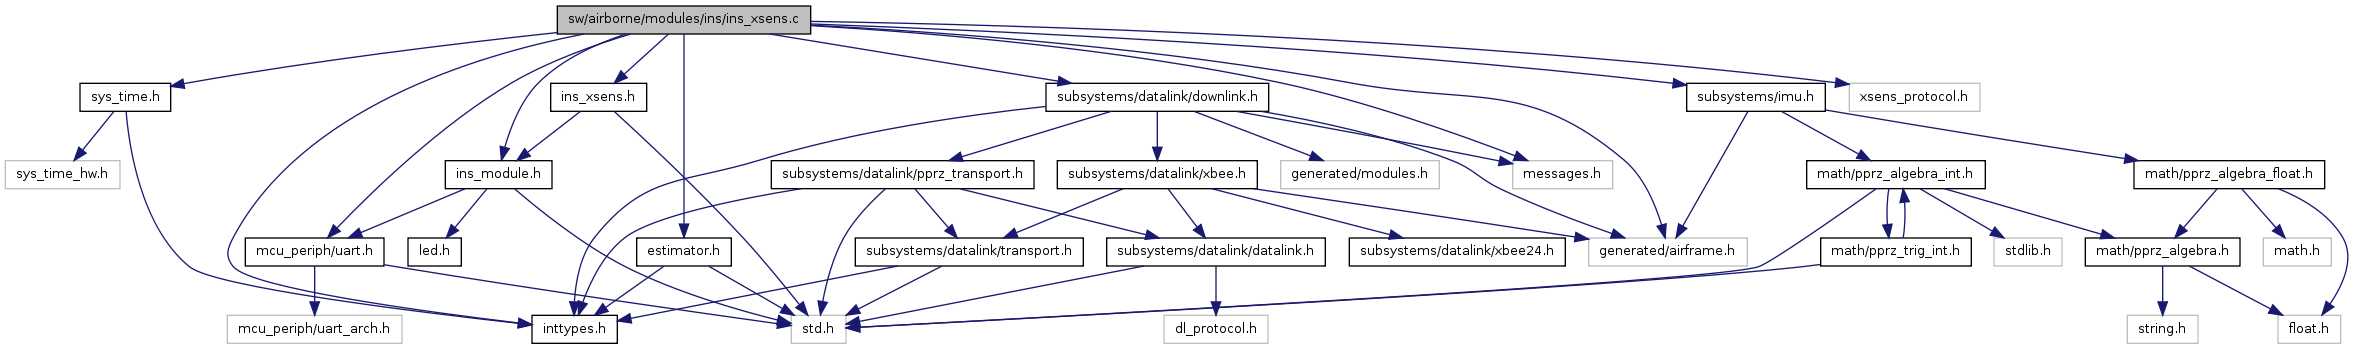 sw/airborne/modules/ins/ins_xsens.c
sys_time.h
ins_xsens.h
subsystems/datalink/downlink.h
subsystems/imu.h
xsens_protocol.h
sys_time_hw.h
ins_module.h
subsystems/datalink/pprz_transport.h
subsystems/datalink/xbee.h
generated/modules.h
messages.h
math/pprz_algebra_int.h
math/pprz_algebra_float.h
mcu_periph/uart.h
led.h
estimator.h
subsystems/datalink/transport.h
subsystems/datalink/datalink.h
subsystems/datalink/xbee24.h
generated/airframe.h
math/pprz_trig_int.h
stdlib.h
math/pprz_algebra.h
math.h
mcu_periph/uart_arch.h
inttypes.h
std.h
dl_protocol.h
string.h
float.h